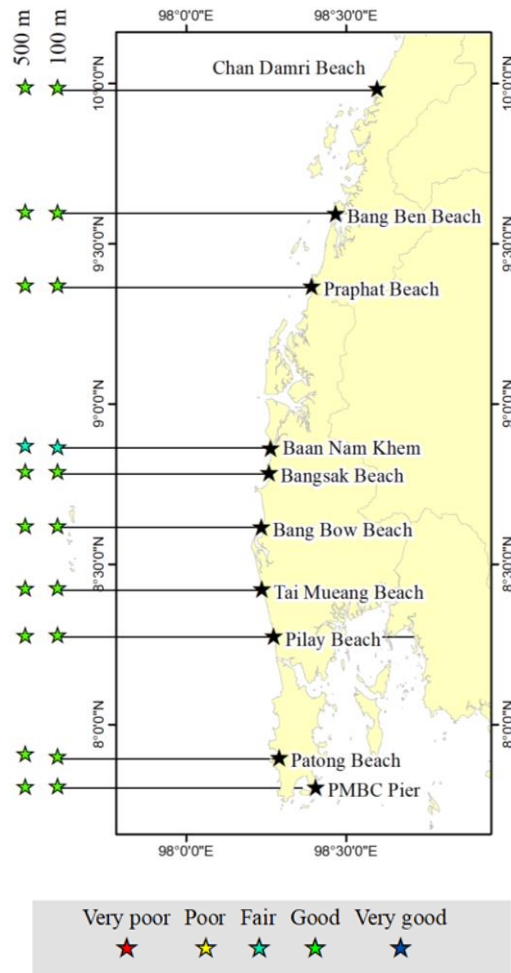 500 m
100 m
98°0'0"E 98°30'0"E
Chan Damri Beach
10°0'0"N 10°0'0"N
Bang Ben Beach
9°30'0"N 9°30'0"N
Praphat Beach
9°0'0"N 9°0'0"N
Baan Nam Khem
Bangsak Beach
Bang Bow Beach
8°30'0"N 8°30'0"N
Tai Mueang Beach
Pilay Beach
8°0'0"N 8°0'0"N
Patong Beach
PMBC Pier
98°0'0"E 98°30'0"E
Very poor Poor Fair Good Very good